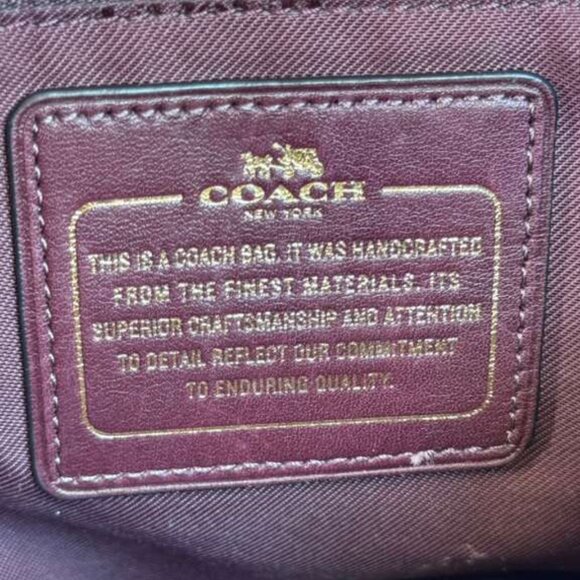 COACH
NEW YORK
THIS IS A COACH BAG. IT WAS HANDCRAFTED
FROM THE FINEST MATERIALS. ITS
SUPERIOR CRAFTSMANSHIP AND ATTENTION
TO DETAIL REFLECT OUR COMMITMENT
TO ENDURING QUALITY.